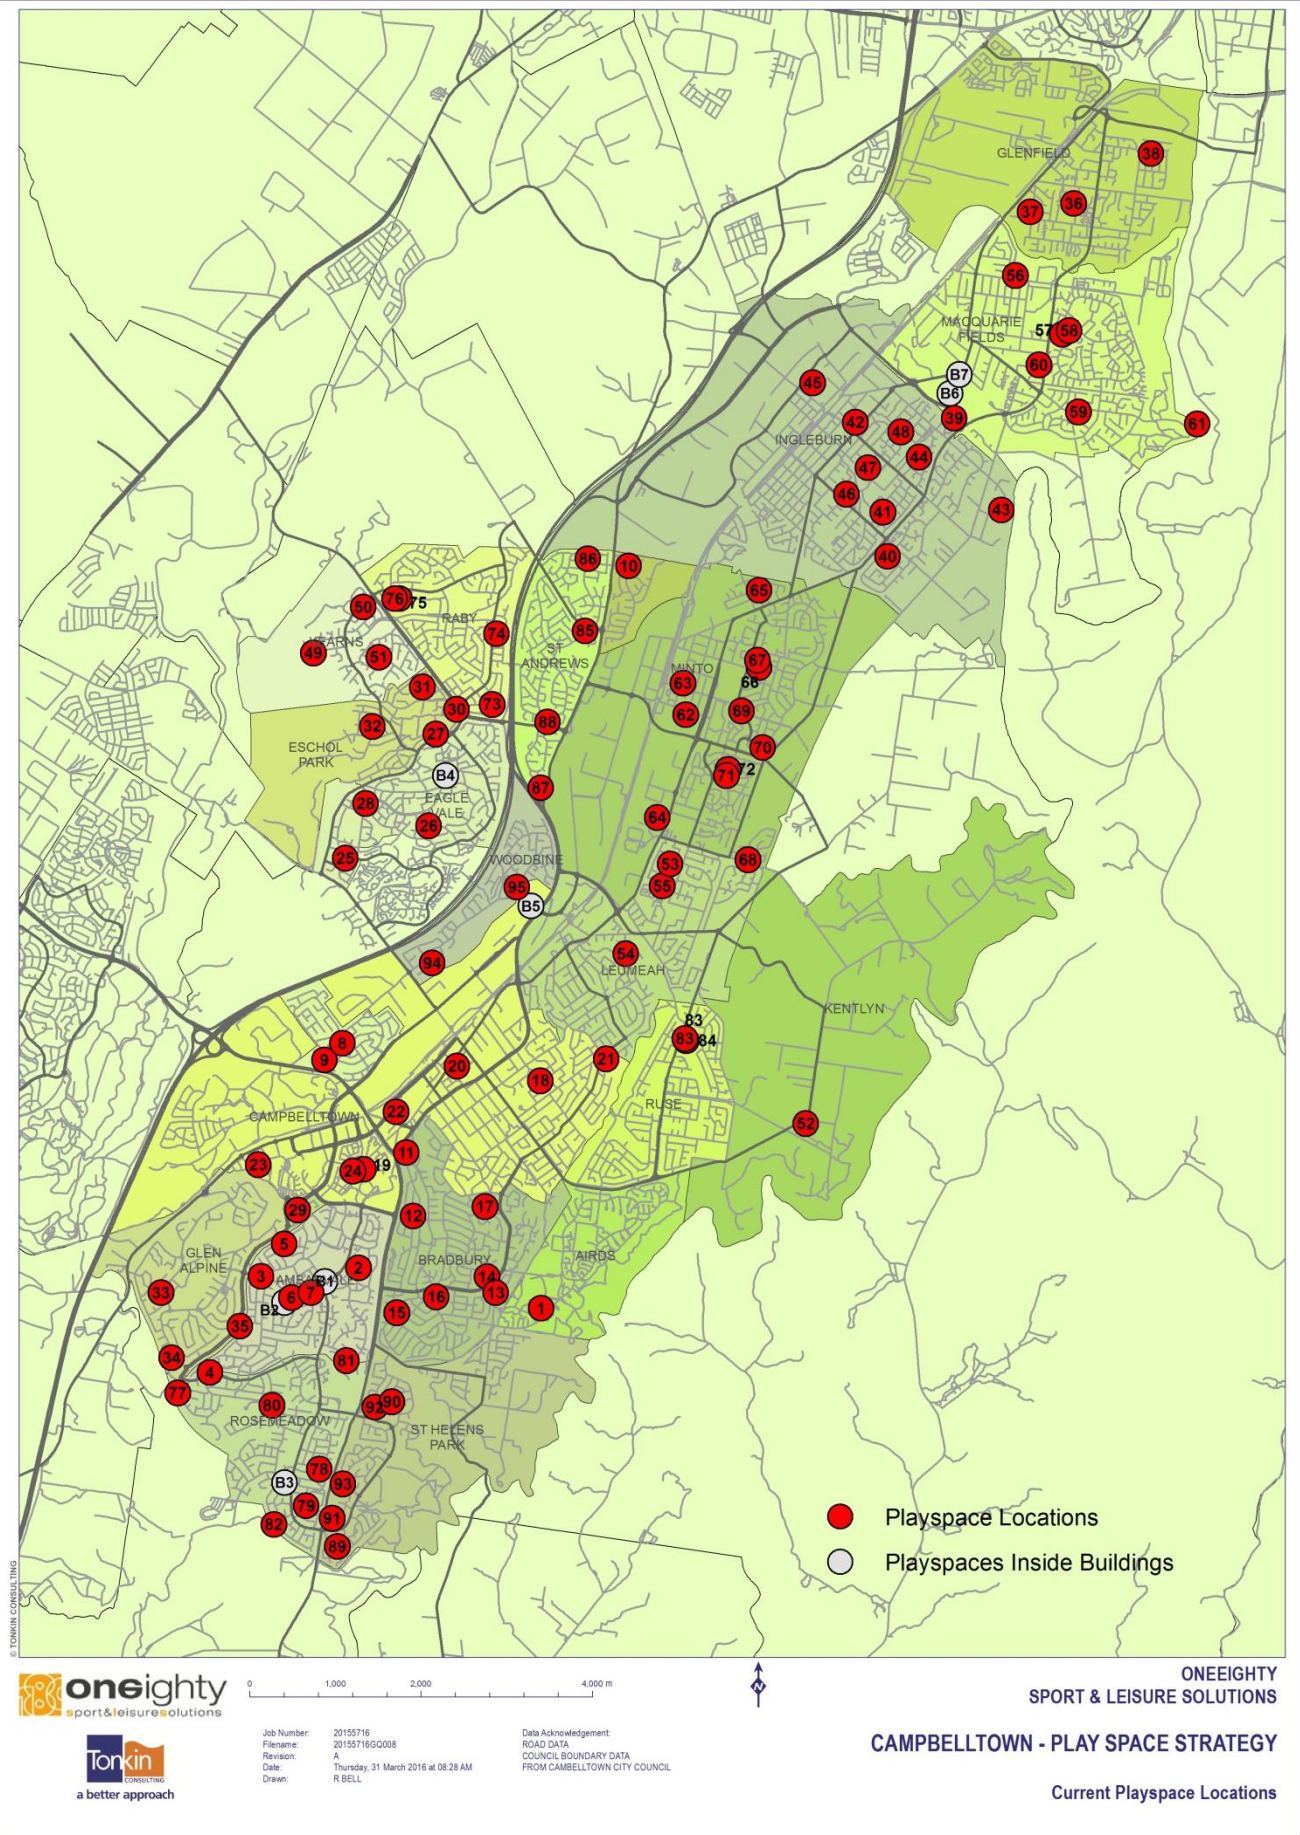 38
GLENFIELD
36
37
56
MACQUARIE
FIELDS
57
58
60
B7
B6
45
59
39
61
42
48
INGLEBURN
44
47
46
43
41
40
86
10
65
76
75
50
RABY
74
85
KEARNS
49
51
ST
ANDREWS
67
66
MINTO
63
31
30
73
69
62
88
32
27
70
ESCHOL
PARK
72
71
B4
87
EAGLE
VALE
28
64
26
25
WOODBINE
53
68
95
55
B5
54
94
LEUMEAH
KENTLYN
83
83
84
8
9
21
20
18
RUSE
22
CAMPBELLTOWN
52
11
23
24
19
29
12
17
5
GLEN
ALPINE
BRADBURY
AIRDS
2
3
AMBARVALE
B1
14
33
6
7
16
13
B2
15
1
35
34
81
4
77
80
92
90
ROSEMEADOW
ST HELENS
PARK
78
B3
93
79
91
82
89
Playspace Locations
Playspaces Inside Buildings
© TONKIN CONSULTING
oneighty
sport&leisuresolutions
0 1,000 2,000 4,000 m
N
ONEEIGHTY
SPORT & LEISURE SOLUTIONS
Tonkin
CONSULTING
a better approach
Job Number: 20155716
Filename: 20155716GQ008
Revision: A
Date: Thursday, 31 March 2016 at 08:28 AM
Drawn: R BELL
Data Acknowledgement:
ROAD DATA
COUNCIL BOUNDARY DATA
FROM CAMBELLTOWN CITY COUNCIL
CAMPBELLTOWN - PLAY SPACE STRATEGY
Current Playspace Locations